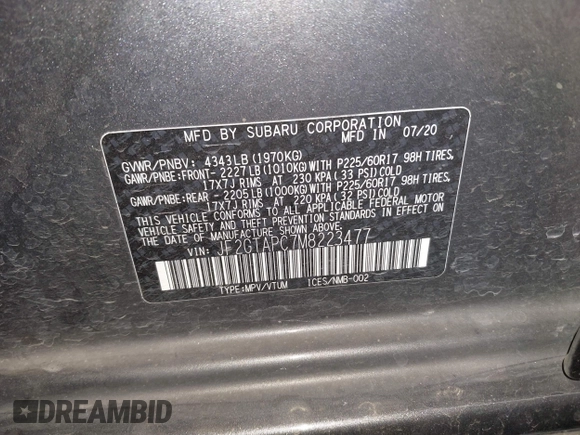 MFD BY SUBARU CORPORATION
MFD IN 07/20
GVWR/PNBV: 4343LB(1970KG)
GAWR/PNBE:FRONT- 2227LB(1010KG)WITH P225/60R17 98H TIRES,
17X7J RIMS AT 230 KPA(33 PSI)COLD
GAWR/PNBE:REAR - 2205LB(1000KG)WITH P225/60R17 98H TIRES,
17X7J RIMS AT 220 KPA(32 PSI)COLD
THIS VEHICLE CONFORMS TO ALL APPLICABLE FEDERAL MOTOR
VEHICLE SAFETY AND THEFT PREVENTION STANDARDS IN EFFECT
ON THE DATE OF MANUFACTURE SHOWN ABOVE.
VIN: JF2GTAPC7M8223477
TYPE:MPV/VTUM ICES/NMB-002
DREAMBID